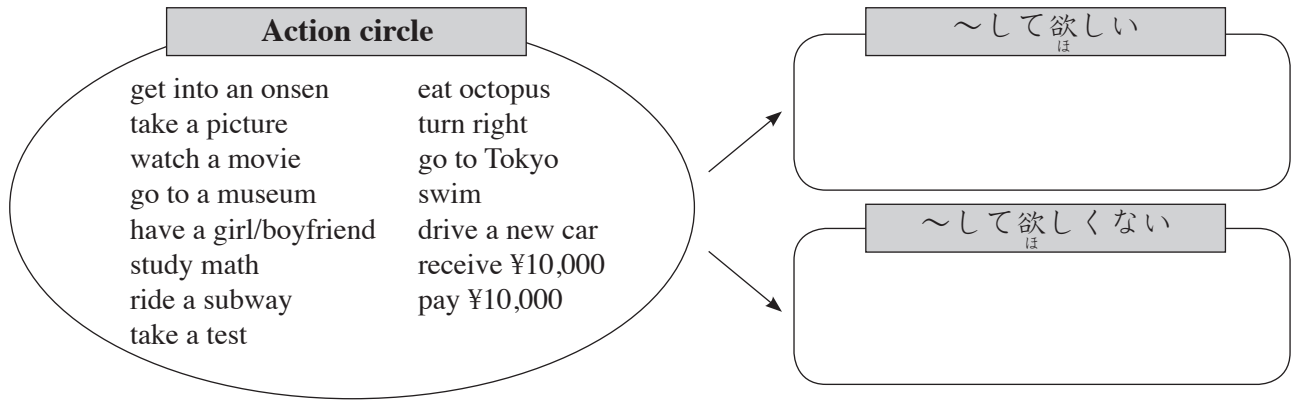 Action circle
get into an onsen
take a picture
watch a movie
go to a museum
have a girl/boyfriend
study math
ride a subway
take a test
eat octopus
turn right
go to Tokyo
swim
drive a new car
receive ¥10,000
pay ¥10,000
～して欲しい
ほ
～して欲しくない
ほ